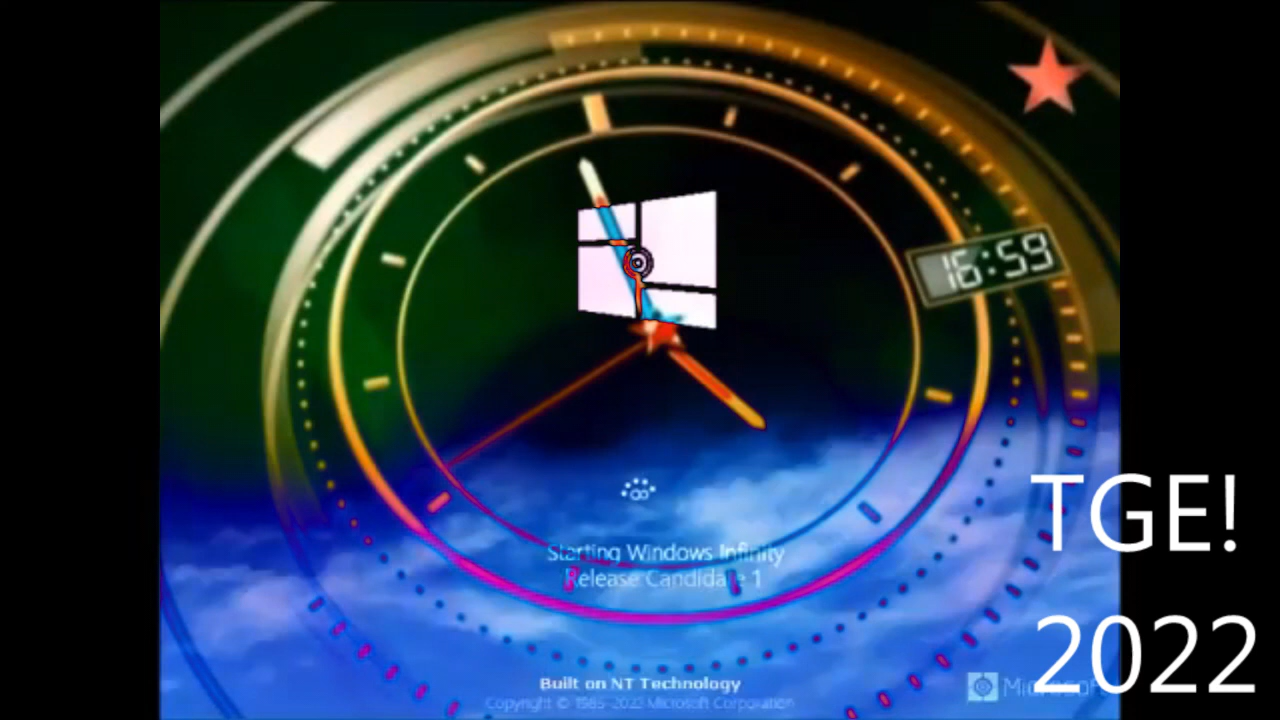 16:59
Starting Windows Infinity
Release Candidate 1
TGE!
2022
Built on NT Technology
Copyright © 1985-2022 Microsoft Corporation
Microsoft